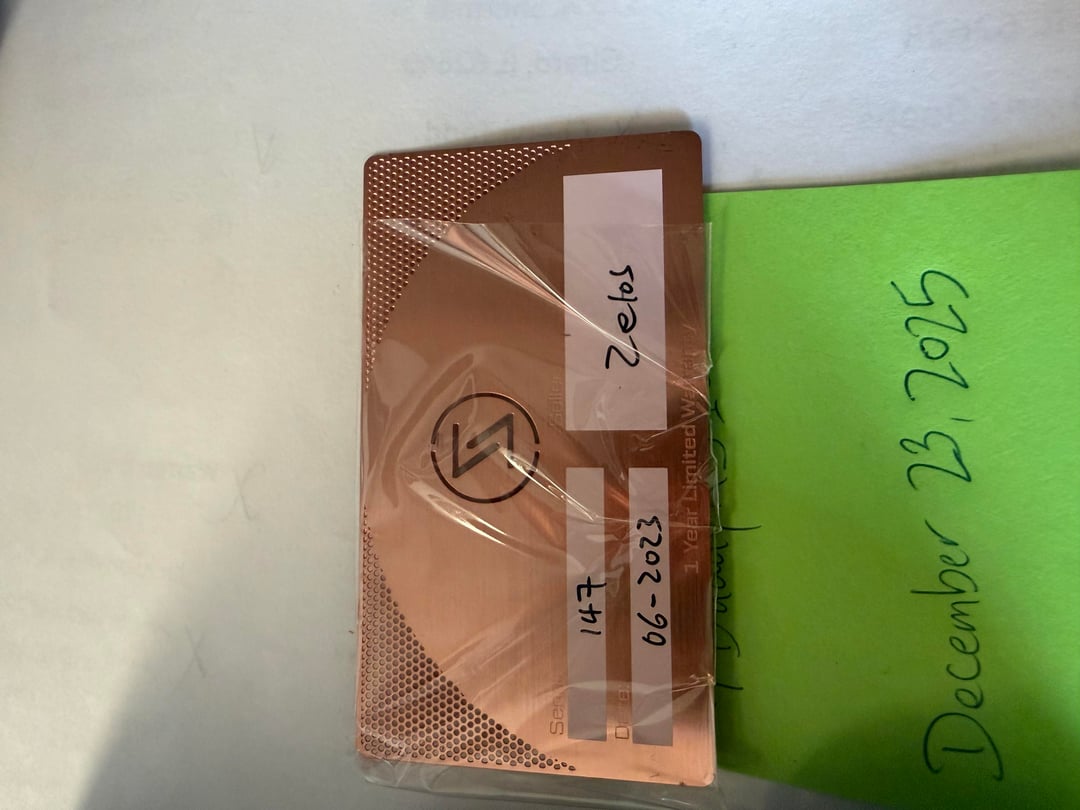 Serial
147
Seller
Zelos
Date:
06-2023
1 Year Limited Warranty
December 23, 2025